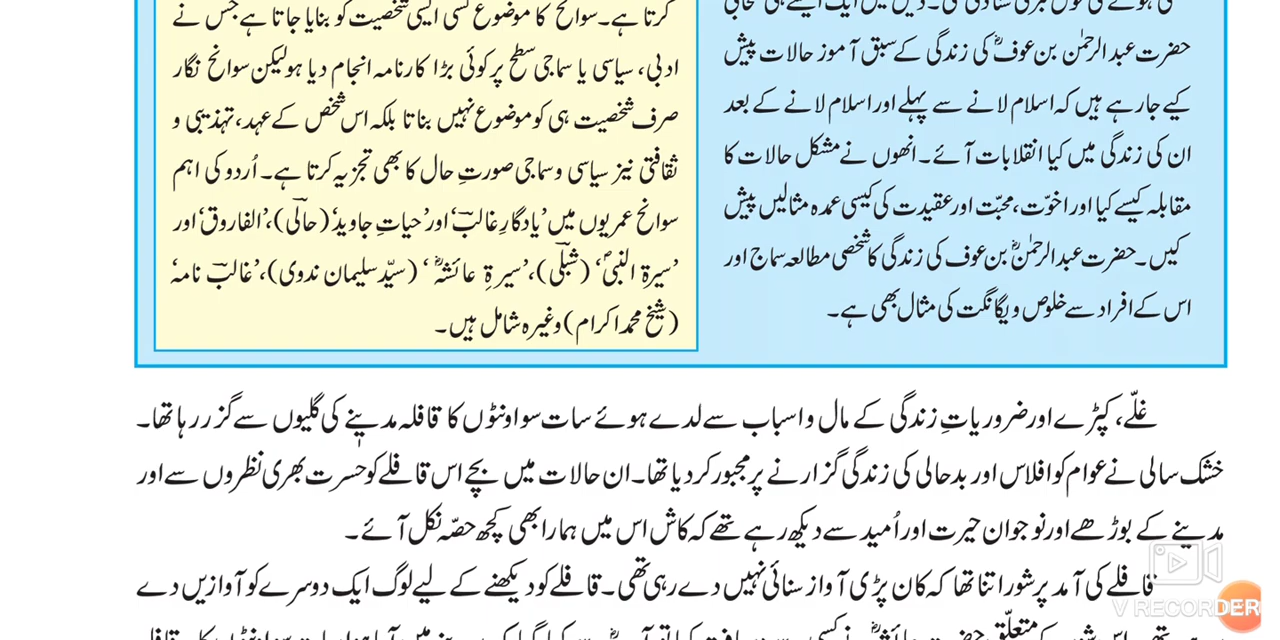 حضرت عبد الرحمٰن بن عوفؓ کی زندگی کے سبق آموز حالات پیش
کیے جارہے ہیں کہ اسلام لانے سے پہلے اور اسلام لانے کے بعد
ان کی زندگی میں کیا انقلابات آئے۔ انھوں نے مشکل حالات کا
مقابلہ کیسے کیا اور اخوّت، محبّت اور عقیدت کی کیسی عمدہ مثالیں پیش
کیں۔ حضرت عبدالرحمٰنؓ بن عوف کی زندگی کا شخصی مطالعہ سماج اور
اس کے افراد سے خلوص و یگانگت کی مثال بھی ہے۔
کرتا ہے۔ سوانح کا موضوع کسی ایسی شخصیت کو بنایا جاتا ہے جس نے
ادبی، سیاسی یا سماجی سطح پر کوئی بڑا کارنامہ انجام دیا ہو لیکن سوانح نگار
صرف شخصیت ہی کو موضوع نہیں بناتا بلکہ اس شخص کے عہد، تہذیبی و
ثقافتی نیز سیاسی و سماجی صورتِ حال کا بھی تجزیہ کرتا ہے۔ اُردو کی اہم
سوانح عمریوں میں ’یادگارِ غالبؔ‘ اور ’حیاتِ جاوید‘ (حالیؔ)، ’الفاروق‘ اور
’سیرۃ النبیؐ‘ (شبلیؔ)، ’سیرۃِ عائشہؓ‘ (سیّد سلیمان ندوی)، ’غالبؔ نامہ‘
(شیخ محمد اکرام) وغیرہ شامل ہیں۔
غلّے، کپڑے اور ضروریاتِ زندگی کے مال و اسباب سے لدے ہوئے سات سو اونٹوں کا قافلہ مدینے کی گلیوں سے گزر رہا تھا۔
خشک سالی نے عوام کو افلاس اور بدحالی کی زندگی گزارنے پر مجبور کر دیا تھا۔ ان حالات میں بچے اس قافلے کو حسرت بھری نظروں سے اور
مدینے کے بوڑھے اور نوجوان حیرت اور اُمید سے دیکھ رہے تھے کہ کاش اس میں ہمارا بھی کچھ حصّہ نکل آئے۔
قافلے کی آمد پر شور اتنا تھا کہ کان پڑی آواز سنائی نہیں دے رہی تھی۔ قافلے کو دیکھنے کے لیے لوگ ایک دوسرے کو آوازیں دے
V RECORDER